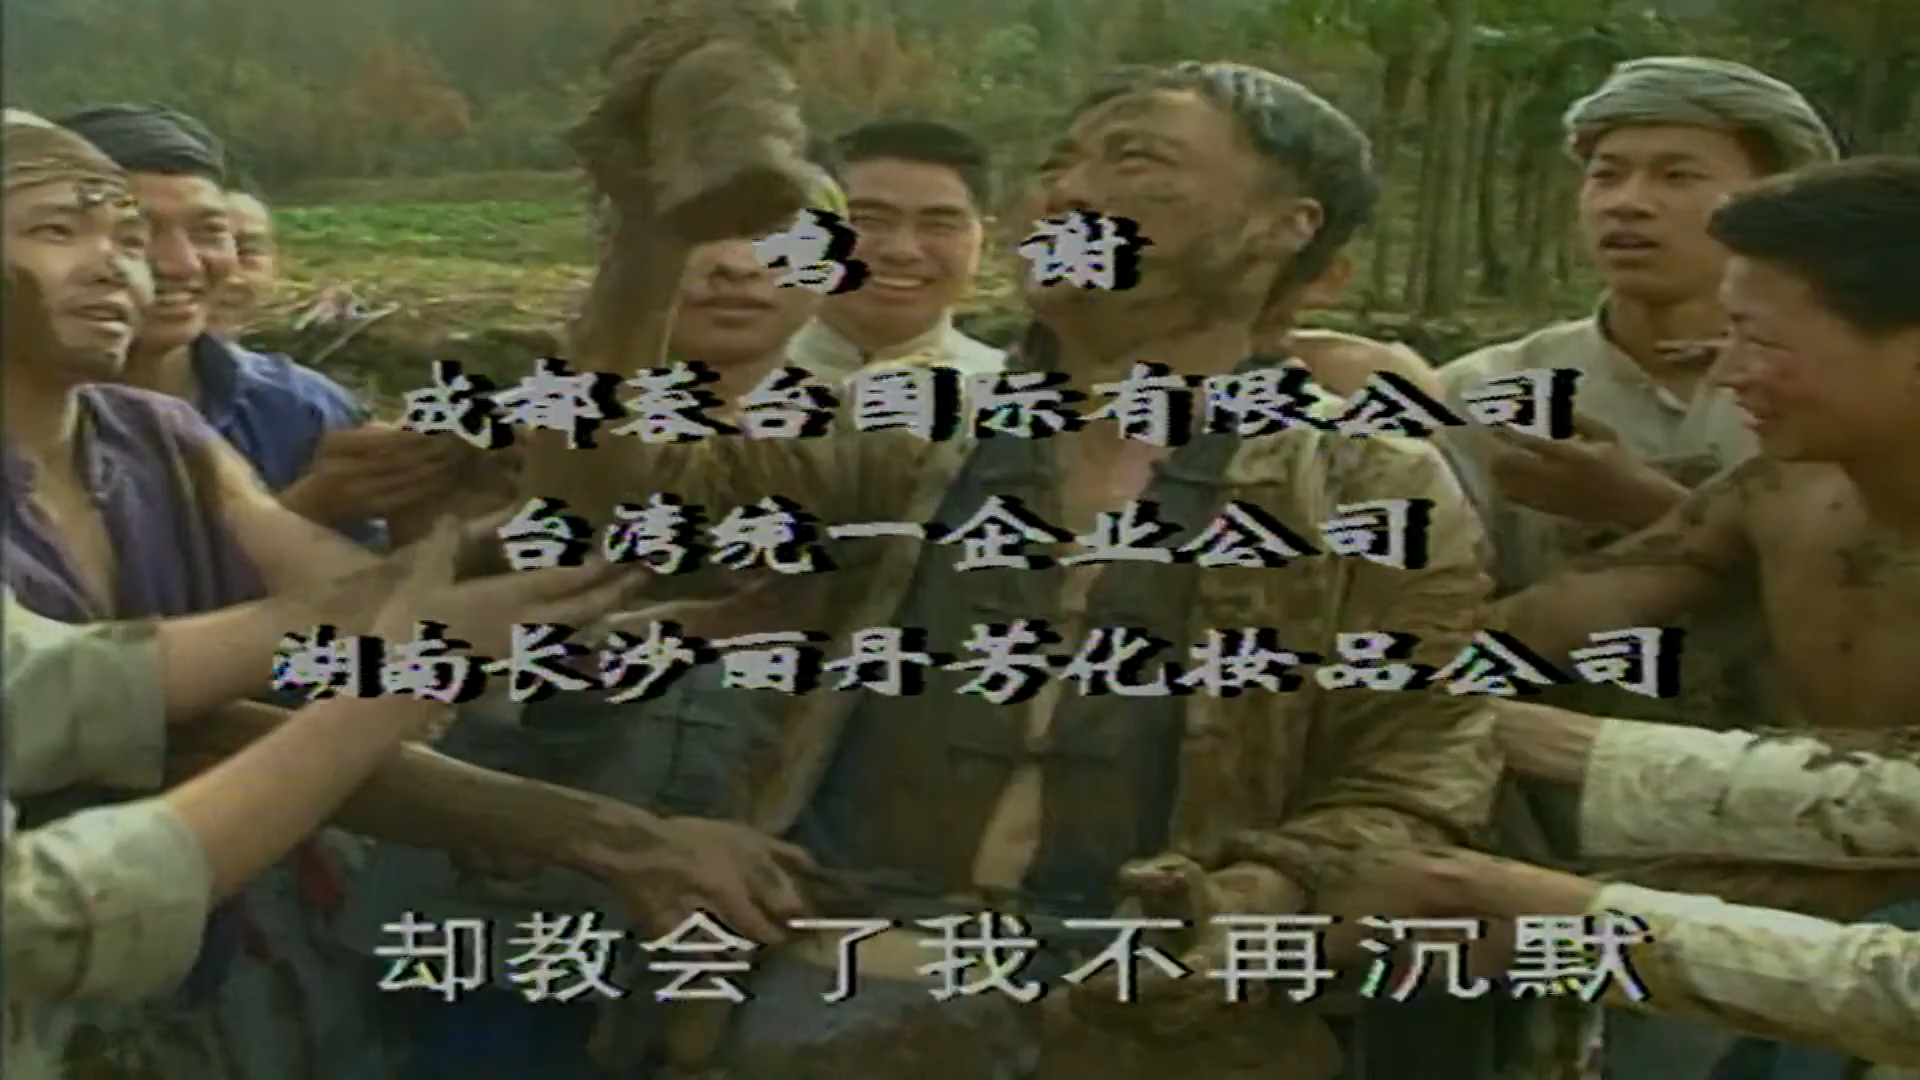 鸣 谢
成都蓉台国际有限公司
台湾统一企业公司
湖南长沙丽丹芳化妆品公司
却教会了我不再沉默